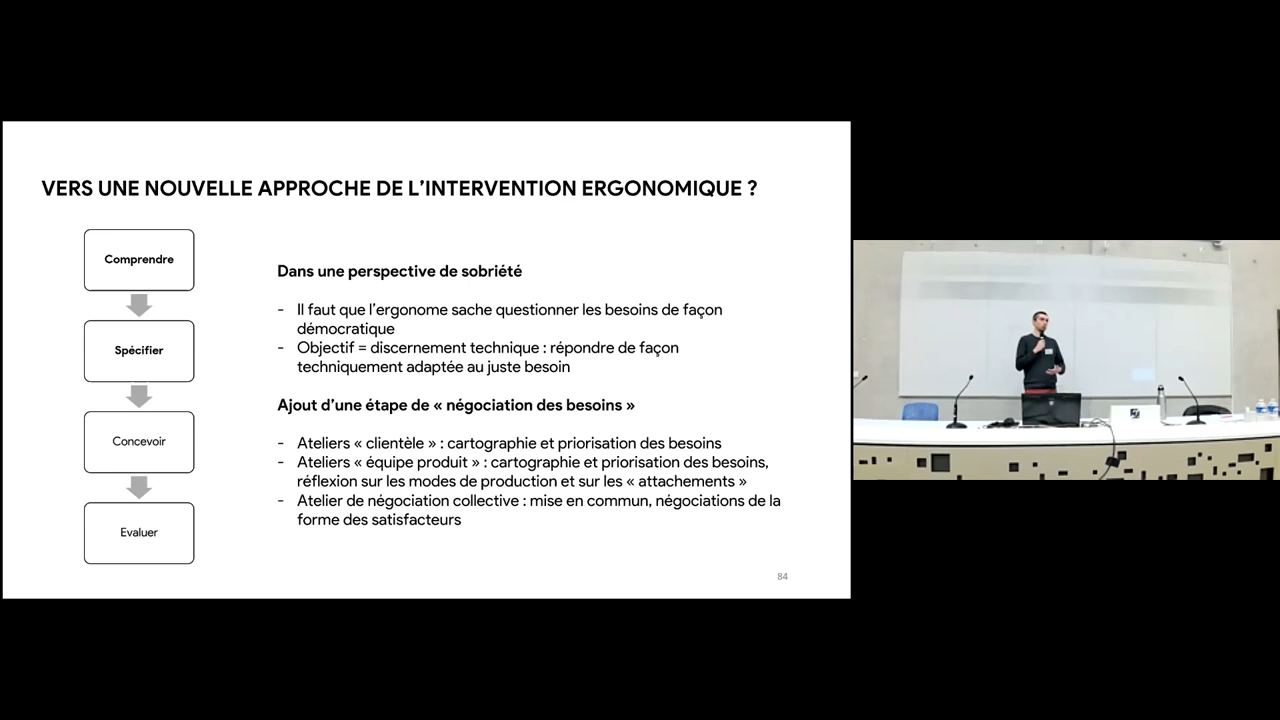 VERS UNE NOUVELLE APPROCHE DE L'INTERVENTION ERGONOMIQUE ?
Comprendre
Spécifier
Concevoir
Evaluer
Dans une perspective de sobriété
- Il faut que l'ergonome sache questionner les besoins de façon
démocratique
- Objectif = discernement technique : répondre de façon
techniquement adaptée au juste besoin
Ajout d'une étape de « négociation des besoins »
- Ateliers « clientèle » : cartographie et priorisation des besoins
- Ateliers « équipe produit » : cartographie et priorisation des besoins,
réflexion sur les modes de production et sur les « attachements »
- Atelier de négociation collective : mise en commun, négociations de la
forme des satisfacteurs
84